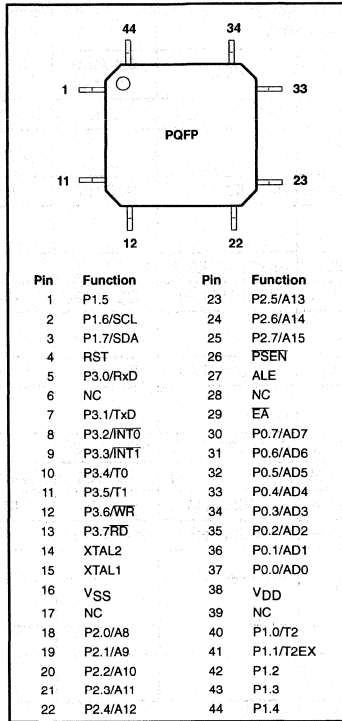 44 34
1 33
PQFP
11 23
12 22
Pin Function Pin Function
1 P1.5 23 P2.5/A13
2 P1.6/SCL 24 P2.6/A14
3 P1.7/SDA 25 P2.7/A15
4 RST 26 P̅S̅E̅N̅
5 P3.0/RxD 27 ALE
6 NC 28 NC
7 P3.1/TxD 29 E̅A̅
8 P3.2/I̅N̅T̅0̅ 30 P0.7/AD7
9 P3.3/I̅N̅T̅1̅ 31 P0.6/AD6
10 P3.4/T0 32 P0.5/AD5
11 P3.5/T1 33 P0.4/AD4
12 P3.6/W̅R̅ 34 P0.3/AD3
13 P3.7R̅D̅ 35 P0.2/AD2
14 XTAL2 36 P0.1/AD1
15 XTAL1 37 P0.0/AD0
16 VSS 38 VDD
17 NC 39 NC
18 P2.0/A8 40 P1.0/T2
19 P2.1/A9 41 P1.1/T2EX
20 P2.2/A10 42 P1.2
21 P2.3/A11 43 P1.3
22 P2.4/A12 44 P1.4